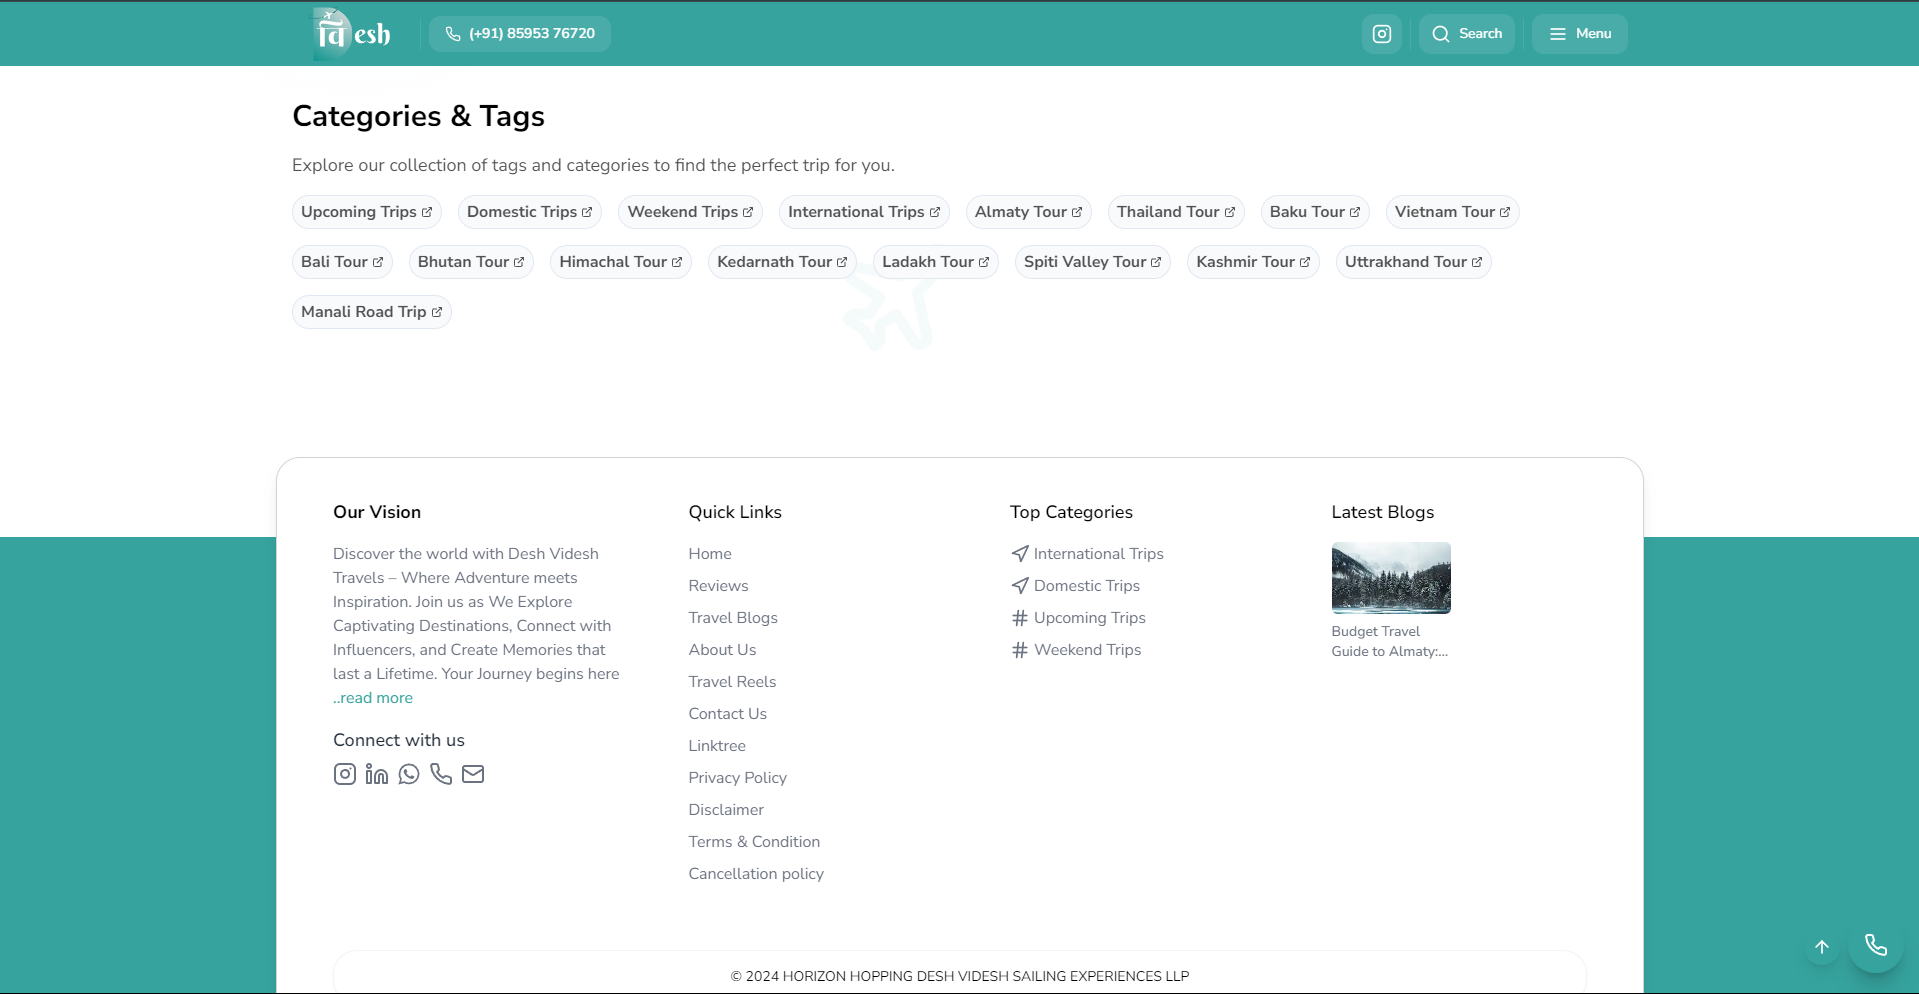 esh
(+91) 85953 76720
Search
Menu
Categories & Tags
Explore our collection of tags and categories to find the perfect trip for you.
Upcoming Trips Domestic Trips Weekend Trips International Trips Almaty Tour Thailand Tour Baku Tour Vietnam Tour
Bali Tour Bhutan Tour Himachal Tour Kedarnath Tour Ladakh Tour Spiti Valley Tour Kashmir Tour Uttrakhand Tour
Manali Road Trip
Our Vision
Discover the world with Desh Videsh
Travels – Where Adventure meets
Inspiration. Join us as We Explore
Captivating Destinations, Connect with
Influencers, and Create Memories that
last a Lifetime. Your Journey begins here
..read more
Connect with us
Quick Links
Home
Reviews
Travel Blogs
About Us
Travel Reels
Contact Us
Linktree
Privacy Policy
Disclaimer
Terms & Condition
Cancellation policy
Top Categories
International Trips
Domestic Trips
Upcoming Trips
Weekend Trips
Latest Blogs
Budget Travel
Guide to Almaty:...
© 2024 HORIZON HOPPING DESH VIDESH SAILING EXPERIENCES LLP